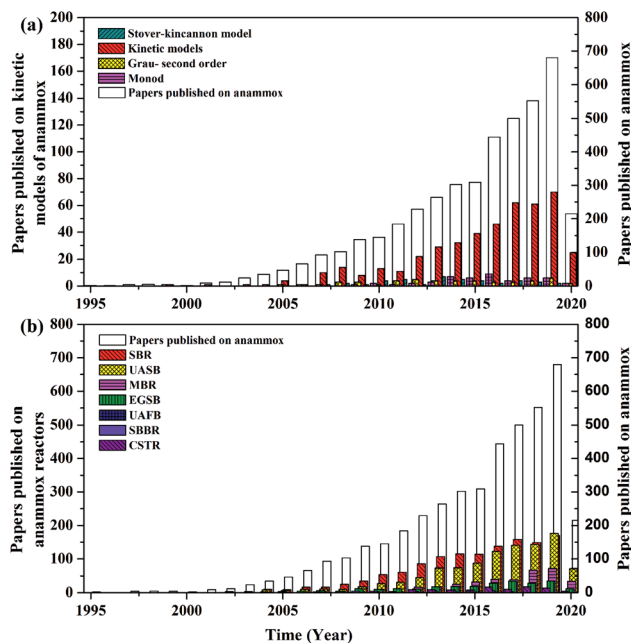 (a)
Stover-kincannon model
Kinetic models
Grau- second order
Monod
Papers published on anammox
Papers published on kinetic
models of anammox
200
180
160
140
120
100
80
60
40
20
0
800
700
600
500
400
300
200
100
0
Papers published on anammox
1995
2000
2005
2010
2015
2020
(b)
Papers published on anammox
SBR
UASB
MBR
EGSB
UAFB
SBBR
CSTR
Papers published on
anammox reactors
800
700
600
500
400
300
200
100
0
800
700
600
500
400
300
200
100
0
Papers published on anammox
1995
2000
2005
2010
2015
2020
Time (Year)